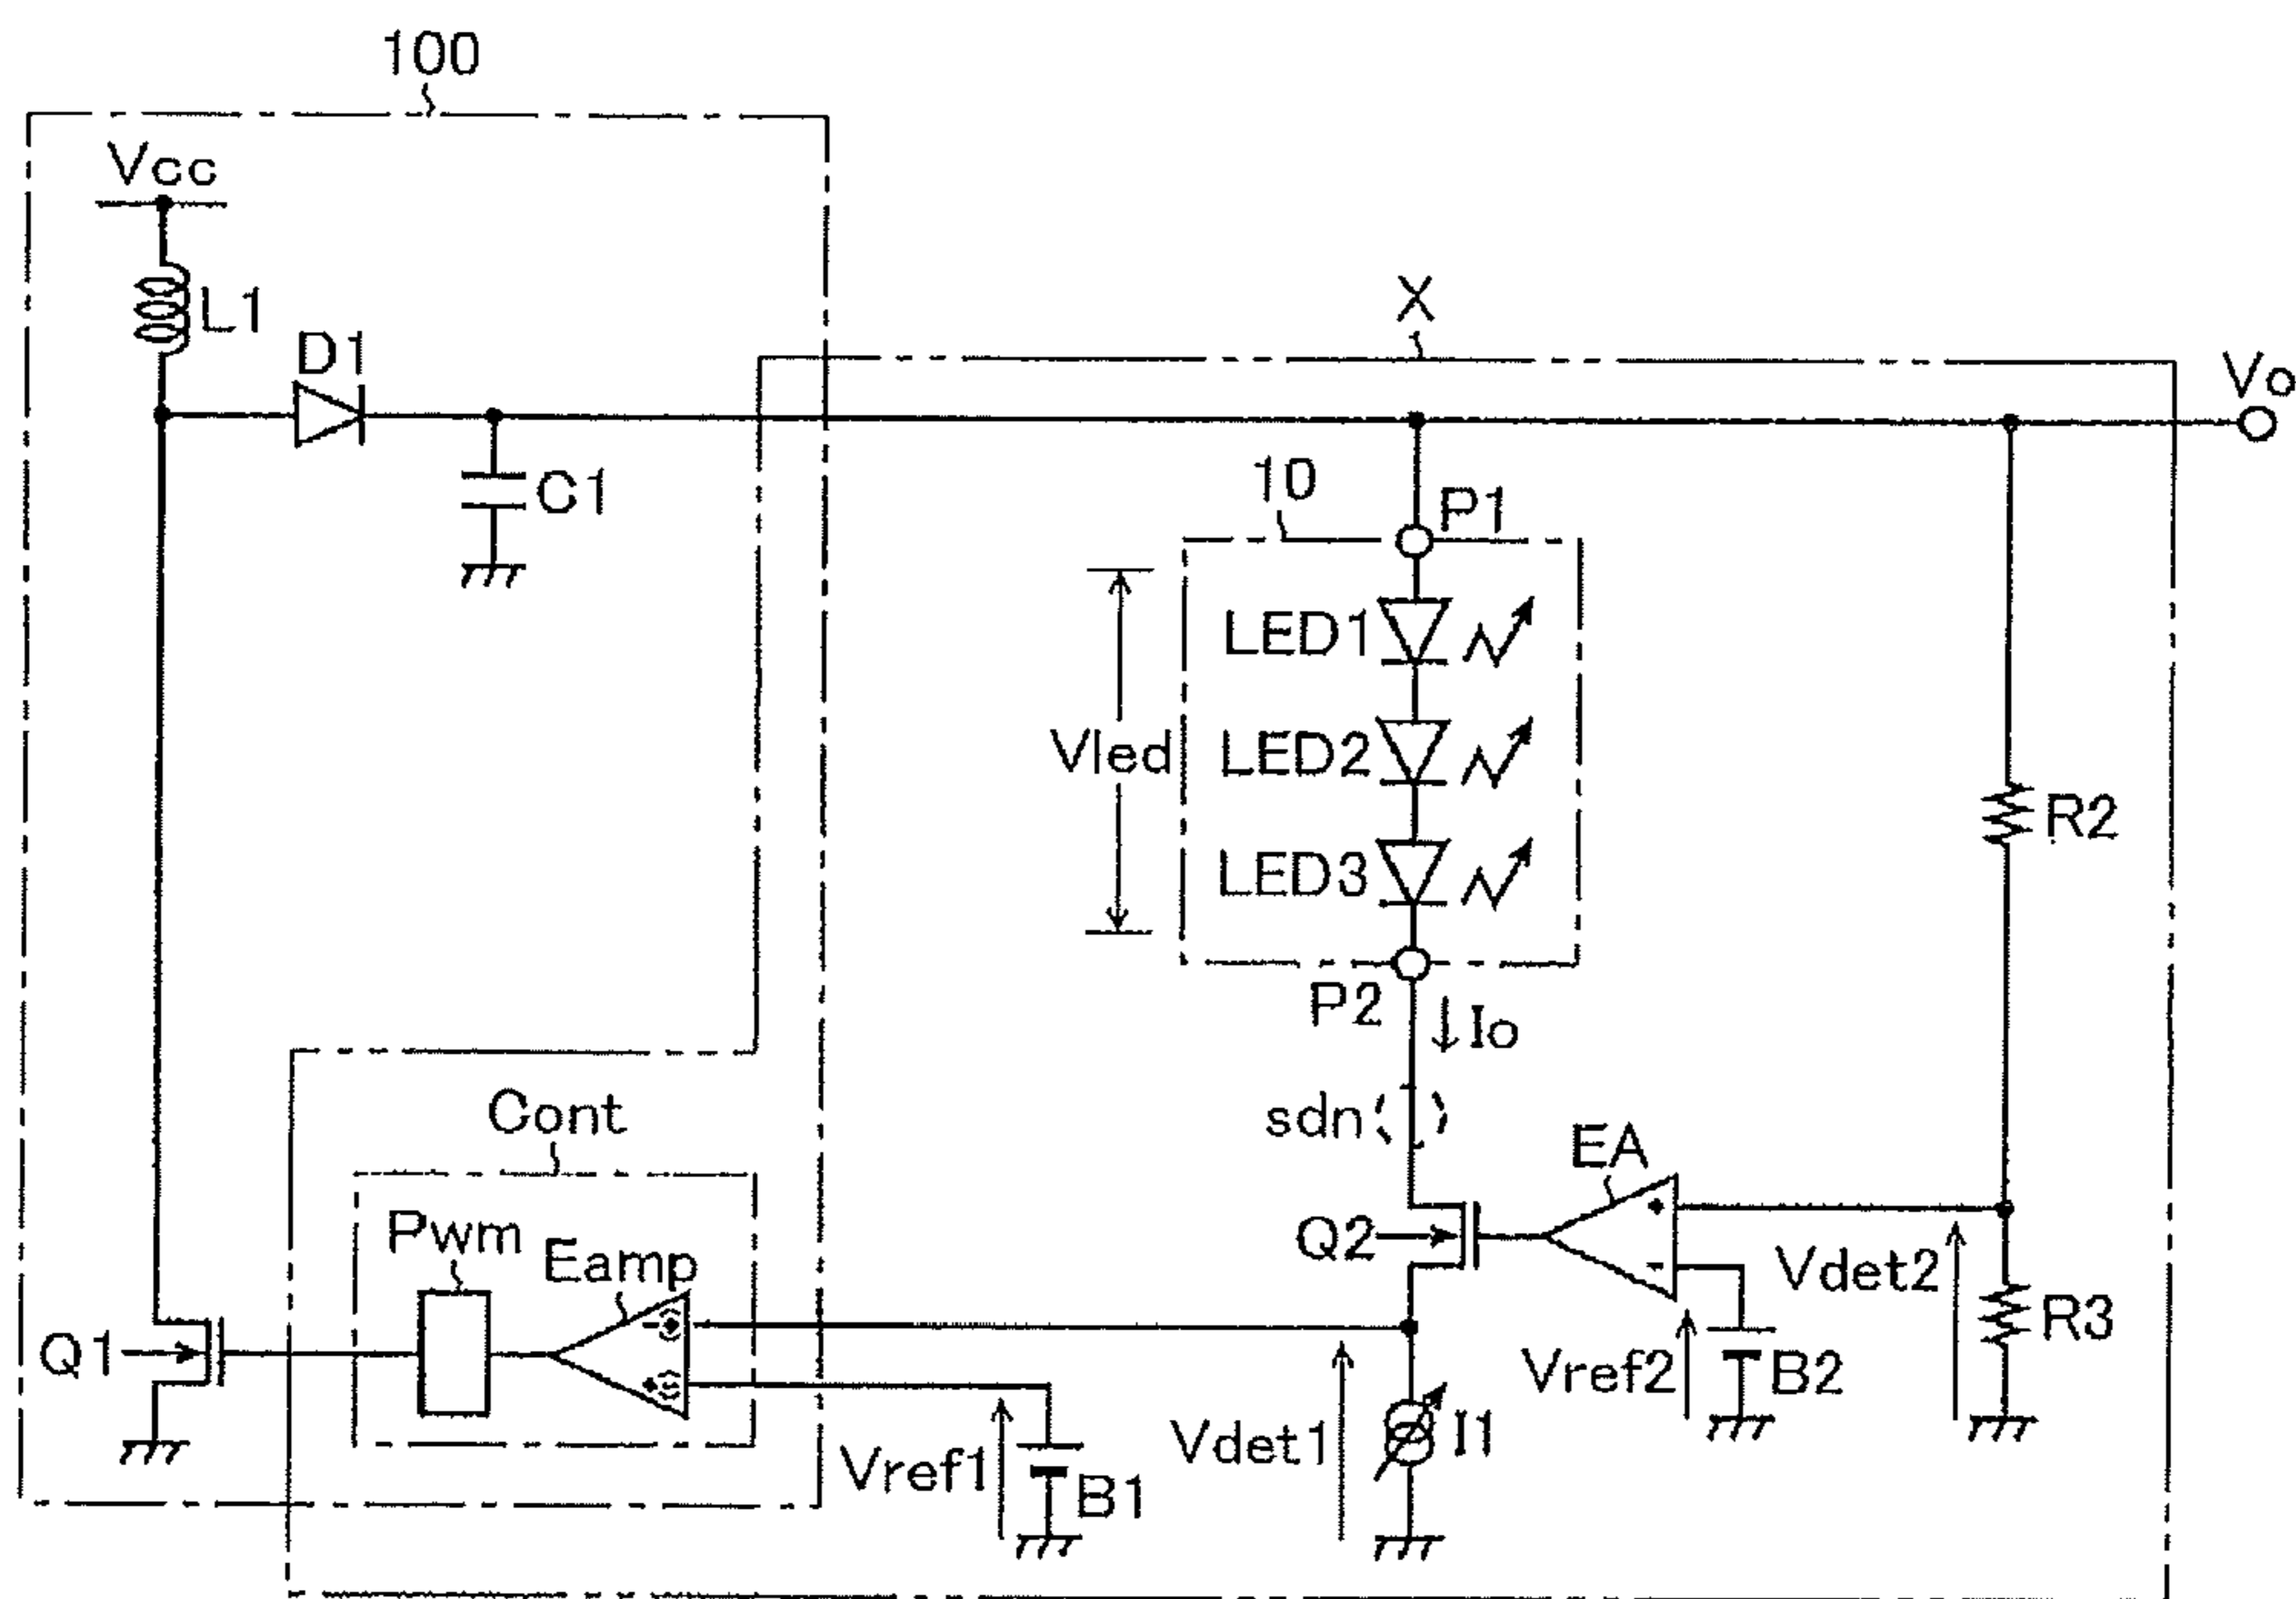 100
Vcc
L1
D1
C1
X
Vo
10
P1
LED1
Vled
LED2
LED3
R2
P2
Io
sdn
Cont
EA
Pwm
Eamp
Q2
+
-
Vdet2
R3
Q1
-(+)
+(-)
Vref2
B2
Vref1
B1
Vdet1
I1